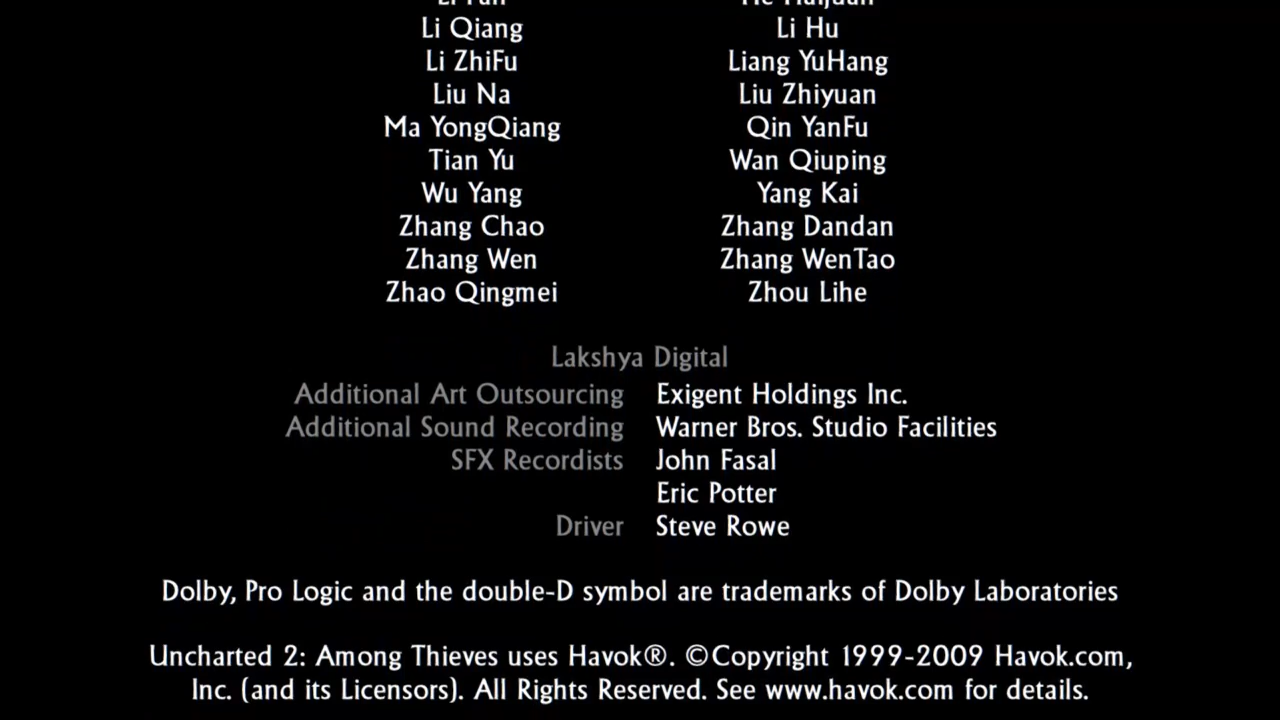 Li Qiang Li Hu
Li ZhiFu Liang YuHang
Liu Na Liu Zhiyuan
Ma YongQiang Qin YanFu
Tian Yu Wan Qiuping
Wu Yang Yang Kai
Zhang Chao Zhang Dandan
Zhang Wen Zhang WenTao
Zhao Qingmei Zhou Lihe
Lakshya Digital
Additional Art Outsourcing Exigent Holdings Inc.
Additional Sound Recording Warner Bros. Studio Facilities
SFX Recordists John Fasal
Eric Potter
Driver Steve Rowe
Dolby, Pro Logic and the double-D symbol are trademarks of Dolby Laboratories
Uncharted 2: Among Thieves uses Havok®. ©Copyright 1999-2009 Havok.com,
Inc. (and its Licensors). All Rights Reserved. See www.havok.com for details.